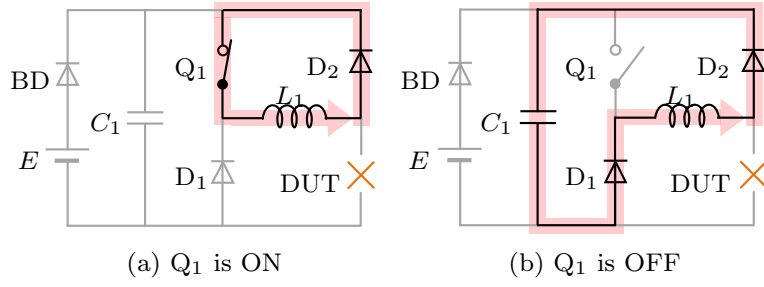 BD
E
C₁
Q₁
L₁
D₂
D₁
DUT
(a) Q₁ is ON
BD
E
C₁
Q₁
L₁
D₂
D₁
DUT
(b) Q₁ is OFF